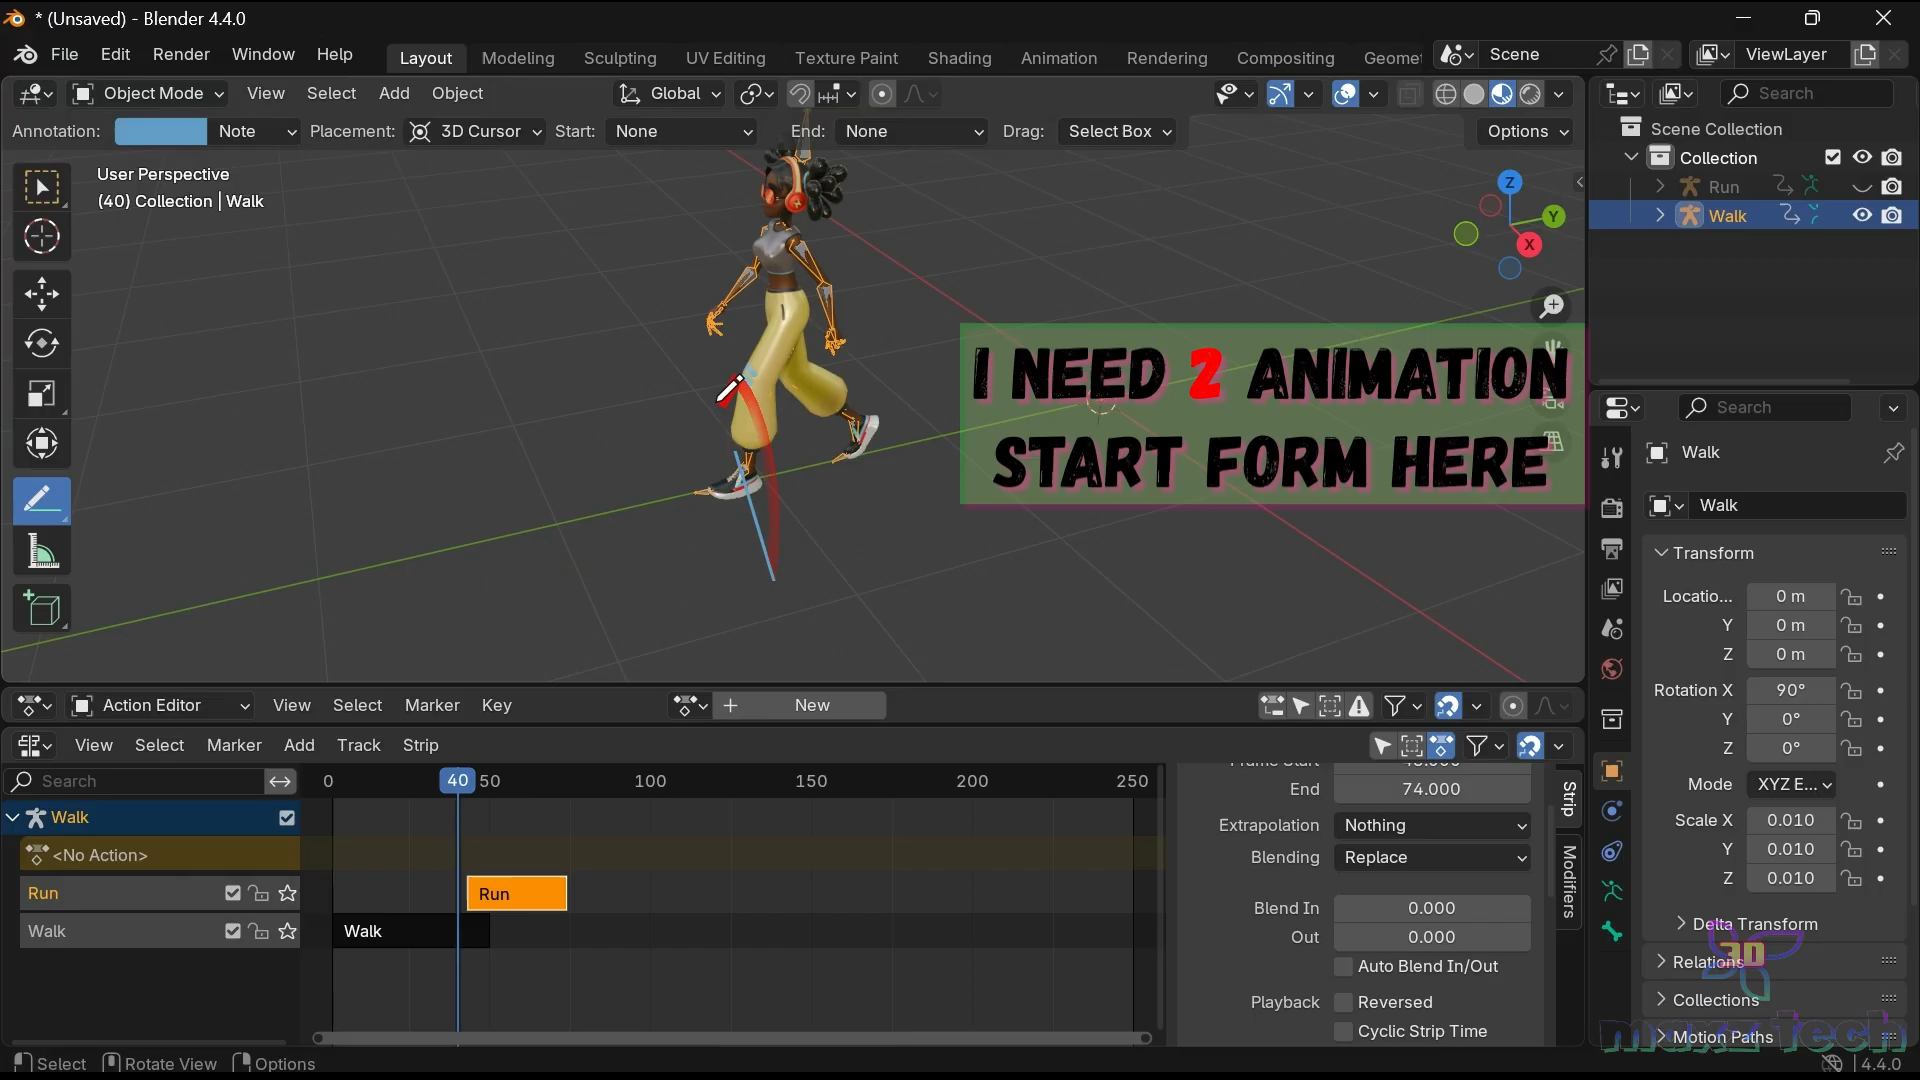 * (Unsaved) - Blender 4.4.0
File Edit Render Window Help
Layout Modeling Sculpting UV Editing Texture Paint Shading Animation Rendering Compositing Geomet
Scene
ViewLayer
Object Mode View Select Add Object
Global
Search
Annotation: Note Placement: 3D Cursor Start: None End: None Drag: Select Box Options
Scene Collection
Collection
Run
Walk
User Perspective
(40) Collection | Walk
Z
Y
X
I NEED 2 ANIMATION
START FORM HERE
Search
Walk
Walk
Transform
Locatio... 0 m
Y 0 m
Z 0 m
Rotation X 90°
Y 0°
Z 0°
Mode XYZ E...
Scale X 0.010
Y 0.010
Z 0.010
Delta Transform
Relations
Collections
Motion Paths
Action Editor View Select Marker Key New
View Select Marker Add Track Strip
Search
0 40 50 100 150 200 250
Walk
<No Action>
Run
Run
Walk
Walk
End 74.000
Extrapolation Nothing
Blending Replace
Blend In 0.000
Out 0.000
Auto Blend In/Out
Playback Reversed
Cyclic Strip Time
Strip
Modifiers
3D
maxz tech
Select Rotate View Options
4.4.0